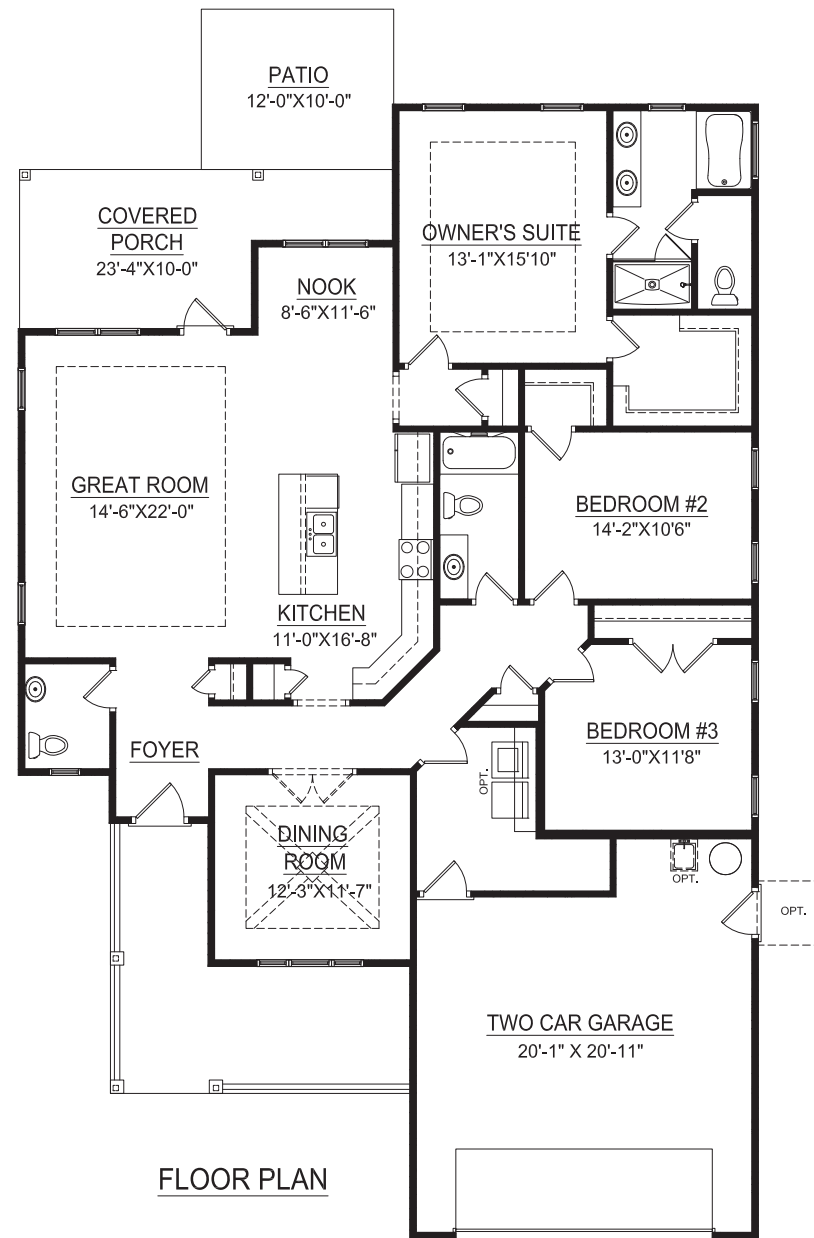 PATIO
12'-0"X10'-0"
COVERED
PORCH
23'-4"X10-0"
OWNER'S SUITE
13'-1"X15'10"
NOOK
8'-6"X11'-6"
GREAT ROOM
14'-6"X22'-0"
BEDROOM #2
14'-2"X10'6"
KITCHEN
11'-0"X16'-8"
BEDROOM #3
13'-0"X11'8"
FOYER
OPT.
DINING
ROOM
12'-3"X11'-7"
OPT.
OPT.
TWO CAR GARAGE
20'-1" X 20'-11"
FLOOR PLAN